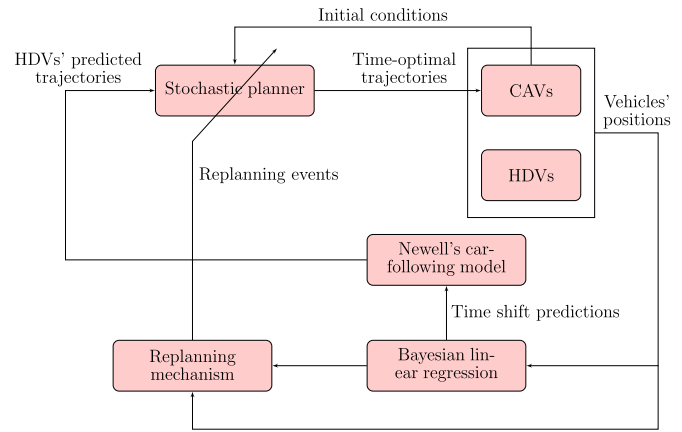 Initial conditions
HDVs' predicted
trajectories
Stochastic planner
Time-optimal
trajectories
CAVs
Vehicles'
positions
HDVs
Replanning events
Newell's car-
following model
Time shift predictions
Replanning
mechanism
Bayesian lin-
ear regression